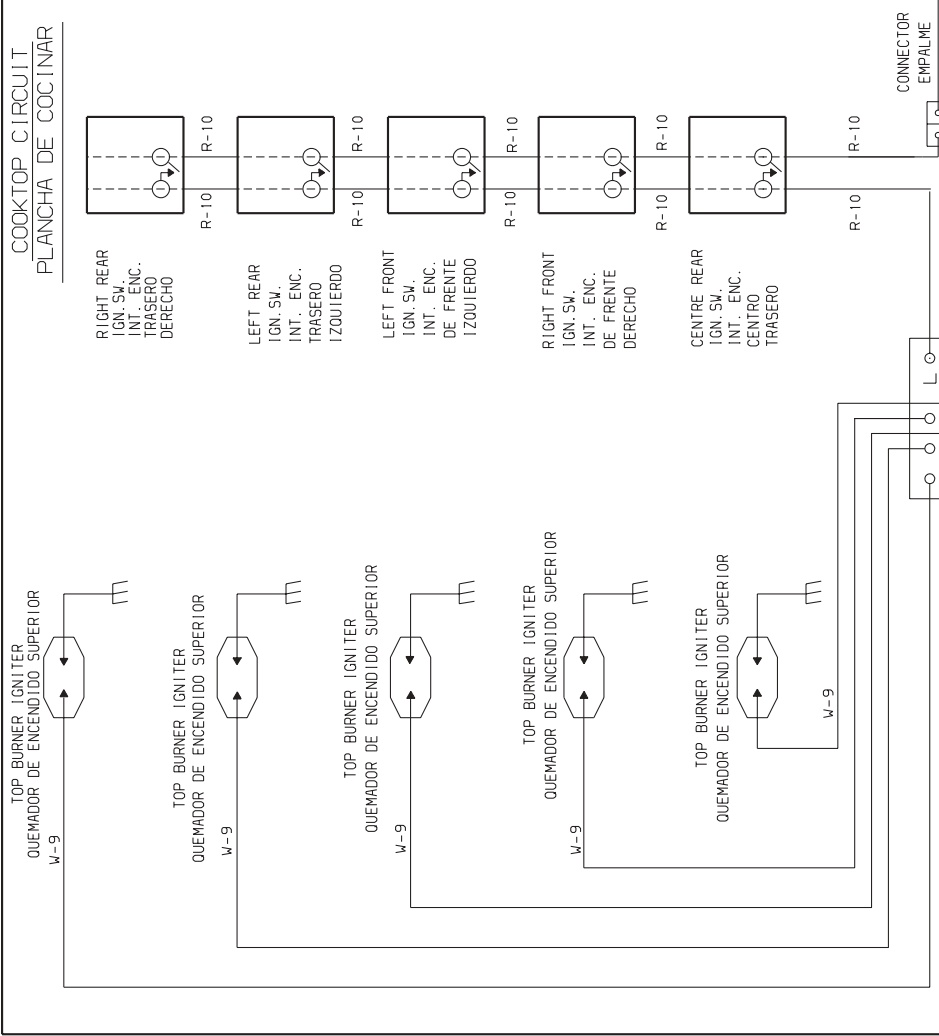 COOKTOP CIRCUIT
PLANCHA DE COCINAR
RIGHT REAR
IGN.SW.
INT. ENC.
TRASERO
DERECHO
R-10
R-10
LEFT REAR
IGN.SW.
INT. ENC.
TRASERO
IZQUIERDO
R-10
R-10
LEFT FRONT
IGN.SW.
INT. ENC.
DE FRENTE
IZQUIERDO
R-10
R-10
RIGHT FRONT
IGN.SW.
INT. ENC.
DE FRENTE
DERECHO
R-10
R-10
CENTRE REAR
IGN.SW.
INT. ENC.
CENTRO
TRASERO
R-10
R-10
CONNECTOR
EMPALME
L
TOP BURNER IGNITER
QUEMADOR DE ENCENDIDO SUPERIOR
W-9
TOP BURNER IGNITER
QUEMADOR DE ENCENDIDO SUPERIOR
W-9
TOP BURNER IGNITER
QUEMADOR DE ENCENDIDO SUPERIOR
W-9
TOP BURNER IGNITER
QUEMADOR DE ENCENDIDO SUPERIOR
W-9
TOP BURNER IGNITER
QUEMADOR DE ENCENDIDO SUPERIOR
W-9